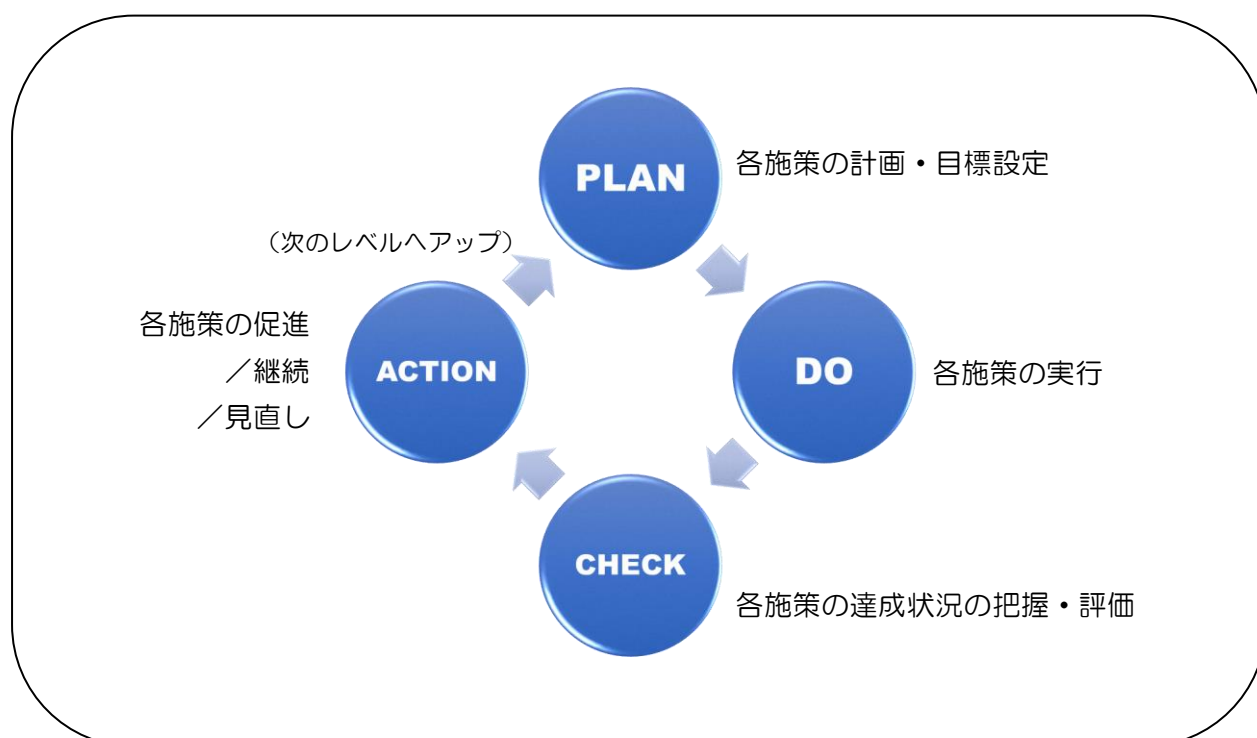 PLAN
各施策の計画・目標設定
(次のレベルへアップ)
各施策の促進
／継続
／見直し
ACTION
DO
各施策の実行
CHECK
各施策の達成状況の把握・評価